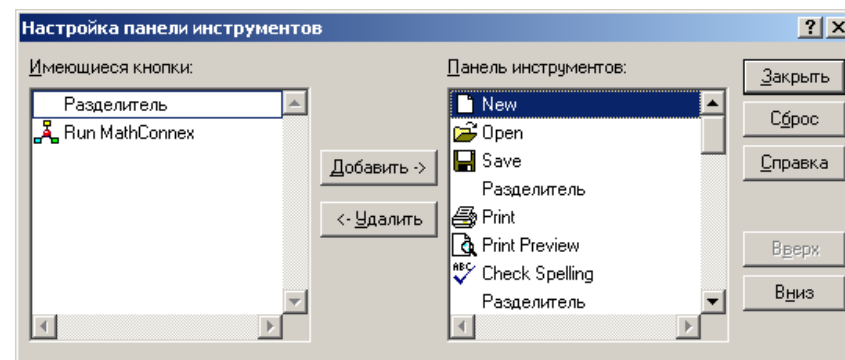 Настройка панели инструментов
Имеющиеся кнопки:
Разделитель
Run MathConnex
Добавить ->
<- Удалить
Панель инструментов:
New
Open
Save
Разделитель
Print
Print Preview
ABC Check Spelling
Разделитель
Закрыть
Сброс
Справка
Вверх
Вниз